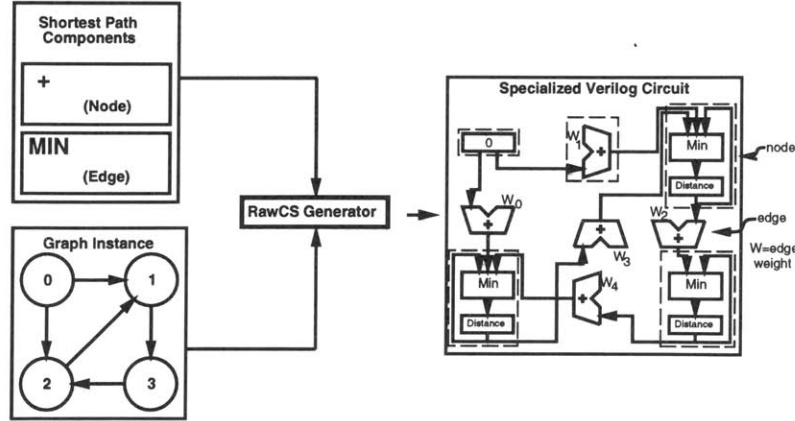 Shortest Path
Components
+
(Node)
MIN
(Edge)
Graph Instance
0
1
2
3
RawCS Generator
Specialized Verilog Circuit
0
W1
+
Min
Distance
node
W0
+
+
W3
W2
+
edge
W=edge
weight
Min
Distance
W4
+
Min
Distance